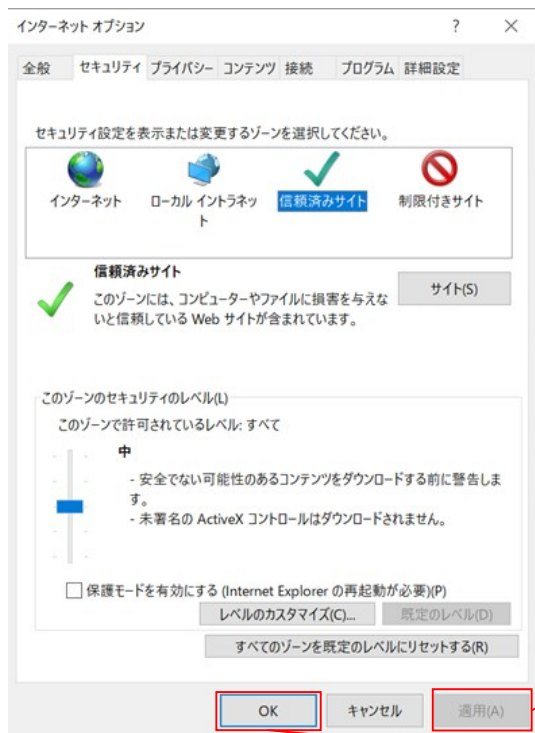 インターネット オプション ? ×
全般 セキュリティ プライバシー コンテンツ 接続 プログラム 詳細設定
セキュリティ設定を表示または変更するゾーンを選択してください。
インターネット ローカル イントラネッ 信頼済みサイト 制限付きサイト
ト
信頼済みサイト
サイト(S)
このゾーンには、コンピューターやファイルに損害を与えな
いと信頼している Web サイトが含まれています。
このゾーンのセキュリティのレベル(L)
このゾーンで許可されているレベル: すべて
中
- 安全でない可能性のあるコンテンツをダウンロードする前に警告しま
す。
- 未署名の ActiveX コントロールはダウンロードされません。
保護モードを有効にする (Internet Explorer の再起動が必要)(P)
レベルのカスタマイズ(C)... 既定のレベル(D)
すべてのゾーンを既定のレベルにリセットする(R)
OK キャンセル 適用(A)